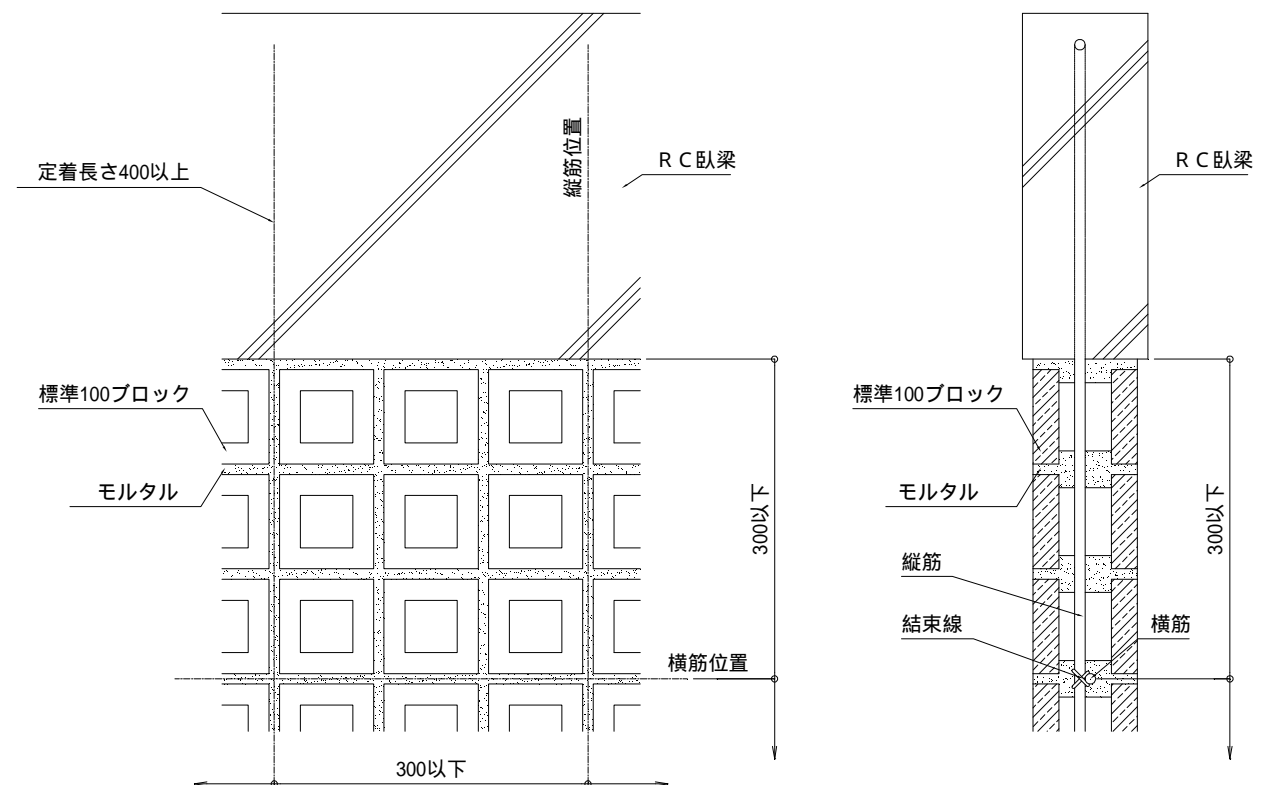 定着長さ400以上
縦筋位置
ＲＣ臥梁
標準100ブロック
モルタル
300以下
横筋位置
300以下
ＲＣ臥梁
標準100ブロック
モルタル
縦筋
結束線
横筋
300以下